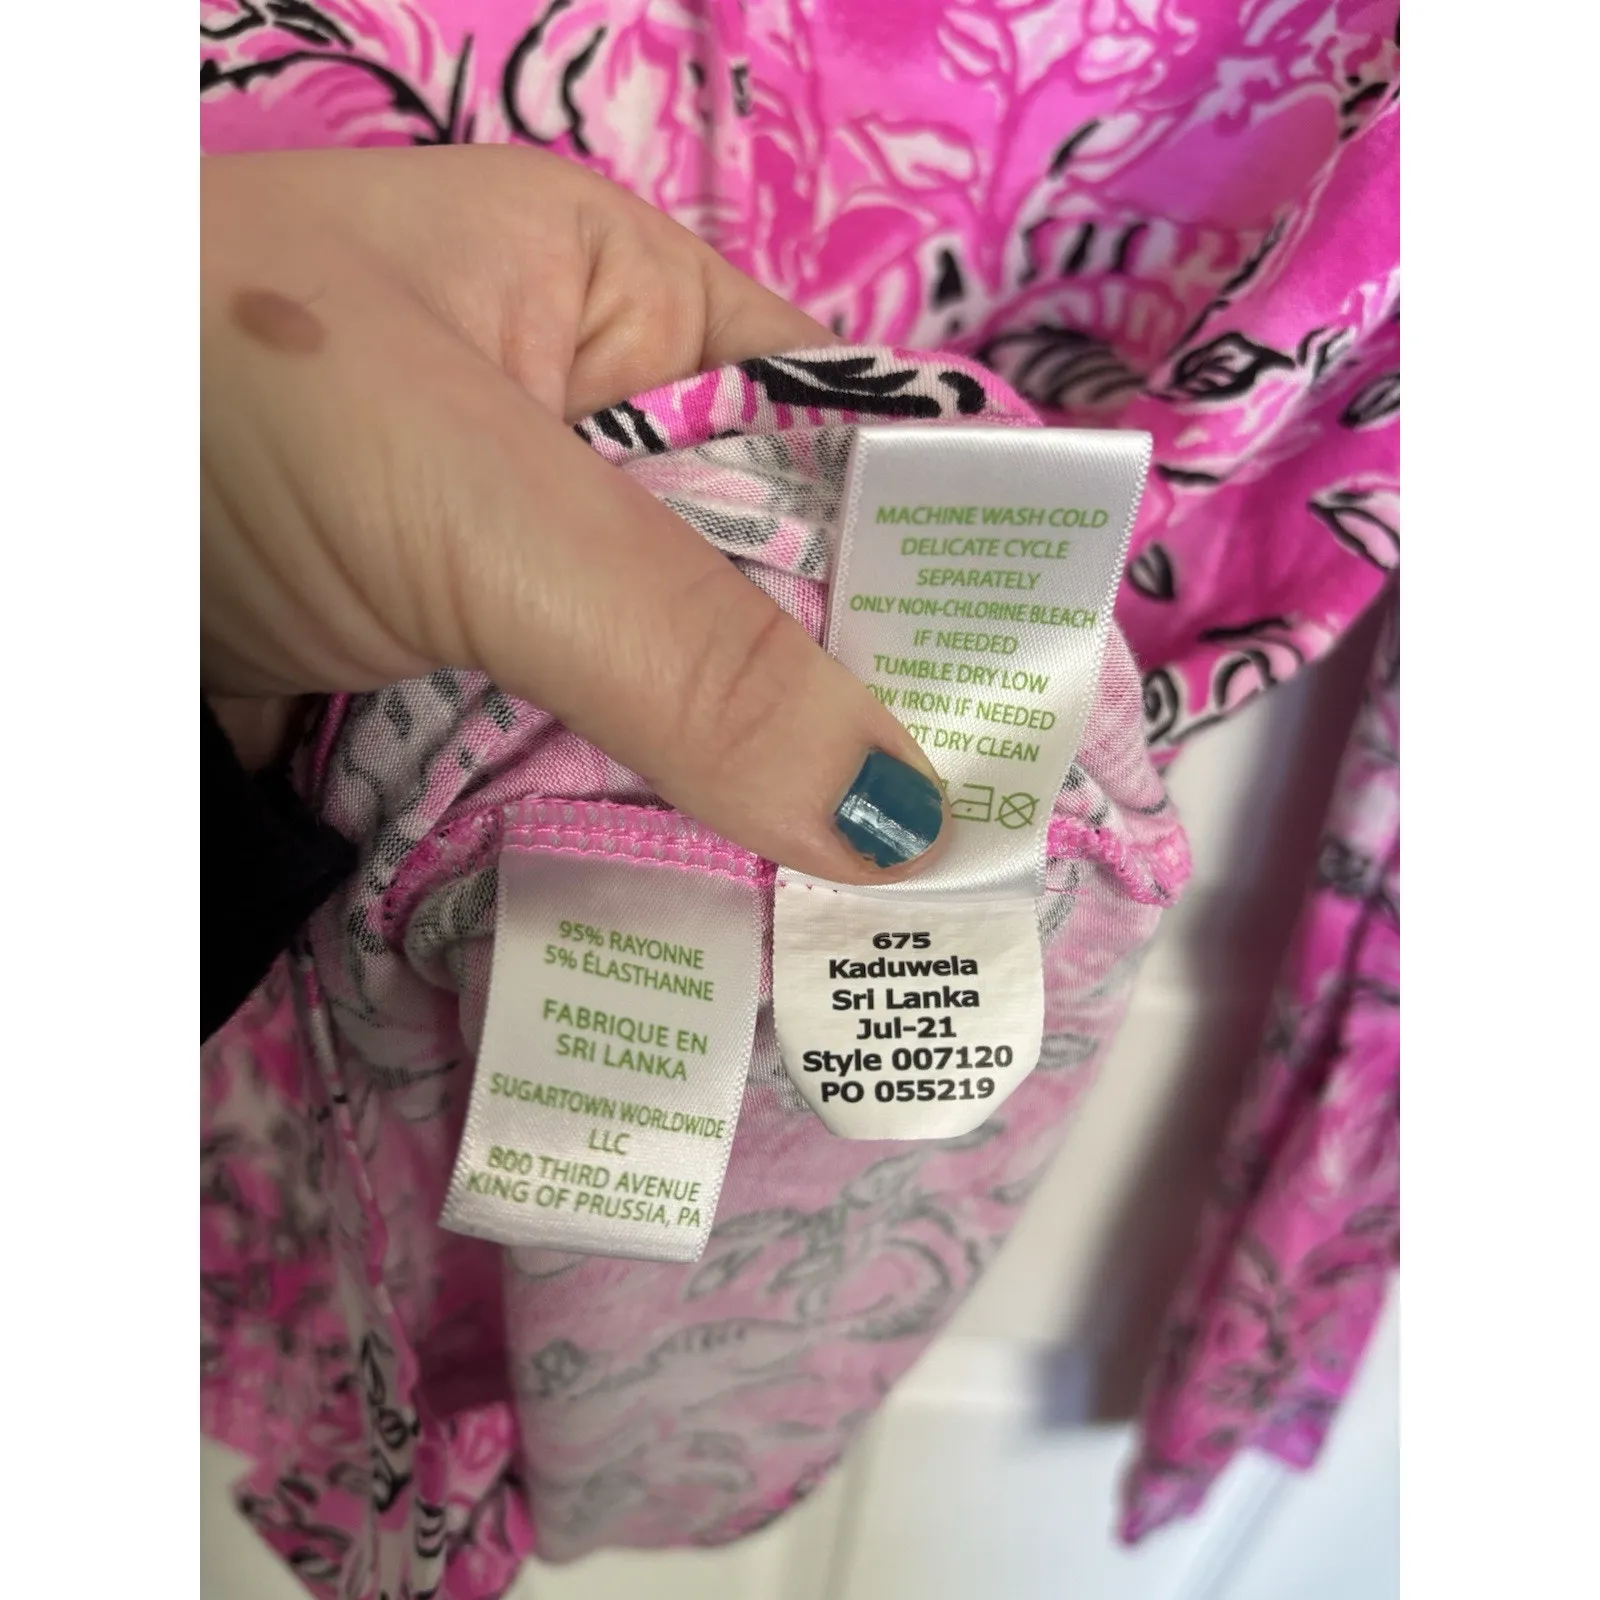 MACHINE WASH COLD
DELICATE CYCLE
SEPARATELY
ONLY NON-CHLORINE BLEACH
IF NEEDED
TUMBLE DRY LOW
IRON IF NEEDED
DRY CLEAN
95% RAYONNE
5% ÉLASTHANNE
FABRIQUE EN
SRI LANKA
SUGARTOWN WORLDWIDE
LLC
800 THIRD AVENUE
KING OF PRUSSIA, PA
675
Kaduwela
Sri Lanka
Jul-21
Style 007120
PO 055219